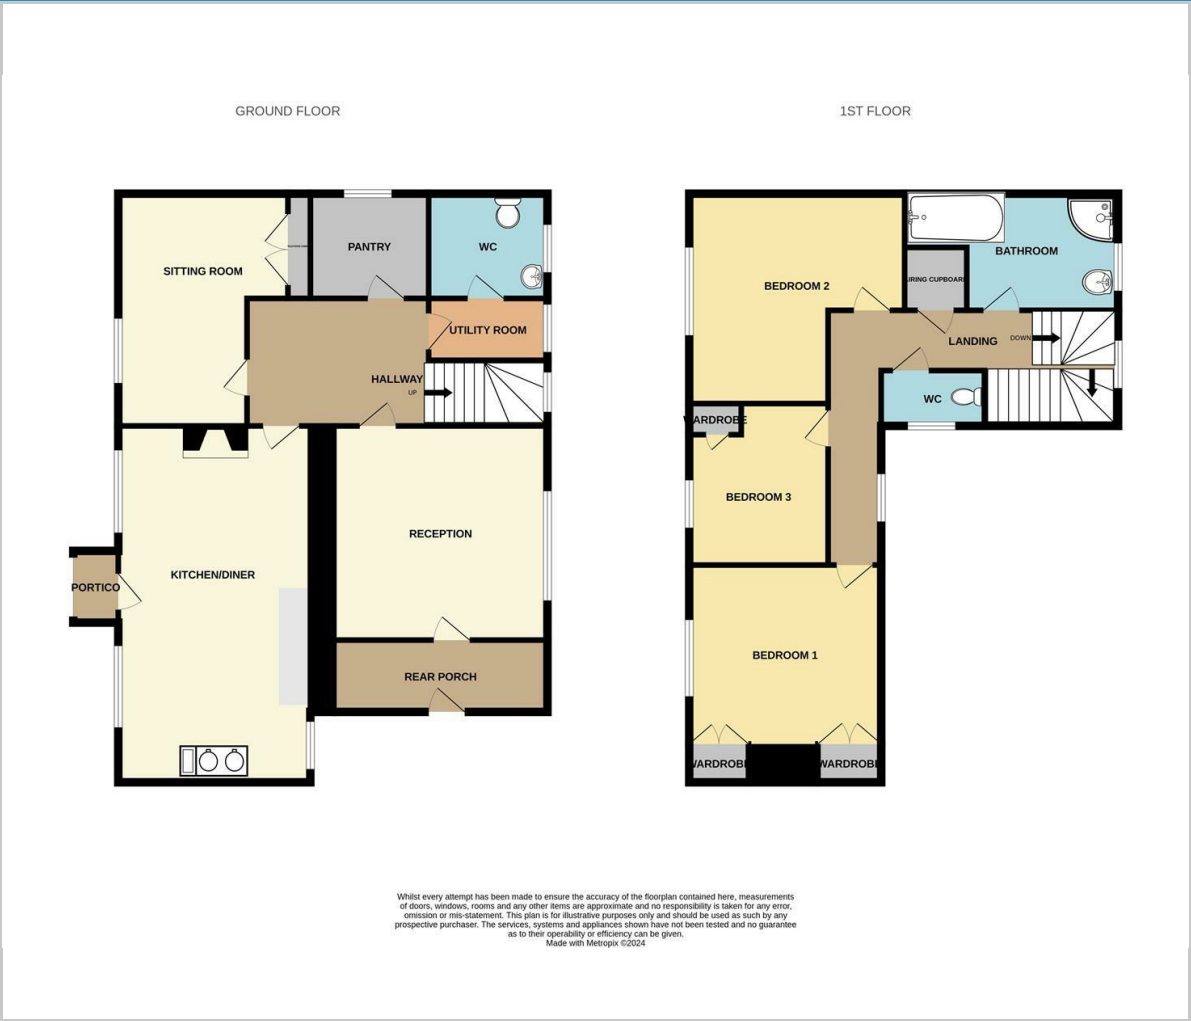 GROUND FLOOR
1ST FLOOR
SITTING ROOM
PANTRY
WC
UTILITY ROOM
HALLWAY
UP
RECEPTION
KITCHEN/DINER
PORTICO
REAR PORCH
BATHROOM
BEDROOM 2
AIRING CUPBOARD
LANDING
DOWN
WC
WARDROBE
BEDROOM 3
BEDROOM 1
WARDROBE
WARDROBE
Whilst every attempt has been made to ensure the accuracy of the floorplan contained here, measurements
of doors, windows, rooms and any other items are approximate and no responsibility is taken for any error,
omission or mis-statement. This plan is for illustrative purposes only and should be used as such by any
prospective purchaser. The services, systems and appliances shown have not been tested and no guarantee
as to their operability or efficiency can be given.
Made with Metropix ©2024